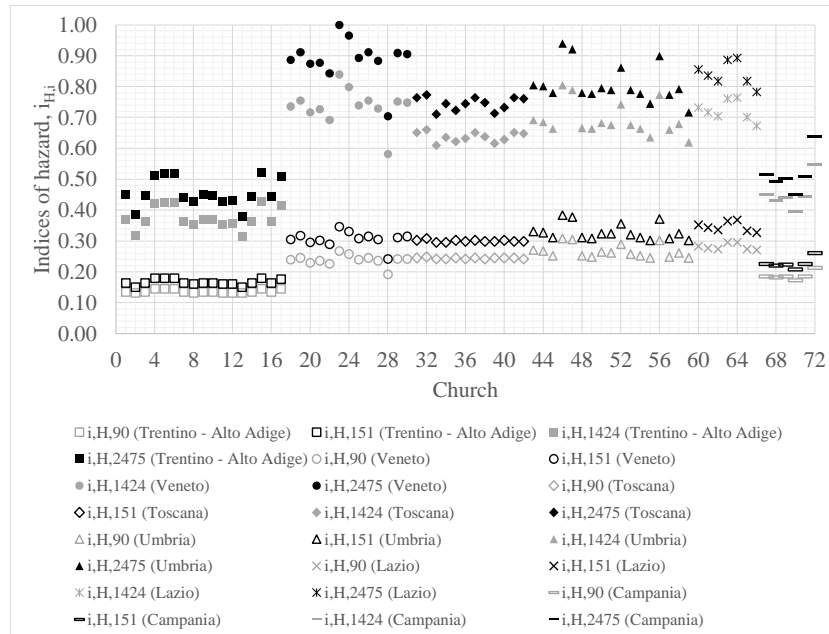 1.00
0.90
0.80
0.70
0.60
0.50
0.40
0.30
0.20
0.10
0.00
Indices of hazard, i_H,i
0 4 8 12 16 20 24 28 32 36 40 44 48 52 56 60 64 68 72
Church
i,H,90 (Trentino - Alto Adige) i,H,151 (Trentino - Alto Adige) i,H,1424 (Trentino - Alto Adige)
i,H,2475 (Trentino - Alto Adige) i,H,90 (Veneto) i,H,151 (Veneto)
i,H,1424 (Veneto) i,H,2475 (Veneto) i,H,90 (Toscana)
i,H,151 (Toscana) i,H,1424 (Toscana) i,H,2475 (Toscana)
i,H,90 (Umbria) i,H,151 (Umbria) i,H,1424 (Umbria)
i,H,2475 (Umbria) i,H,90 (Lazio) i,H,151 (Lazio)
i,H,1424 (Lazio) i,H,2475 (Lazio) i,H,90 (Campania)
i,H,151 (Campania) i,H,1424 (Campania) i,H,2475 (Campania)